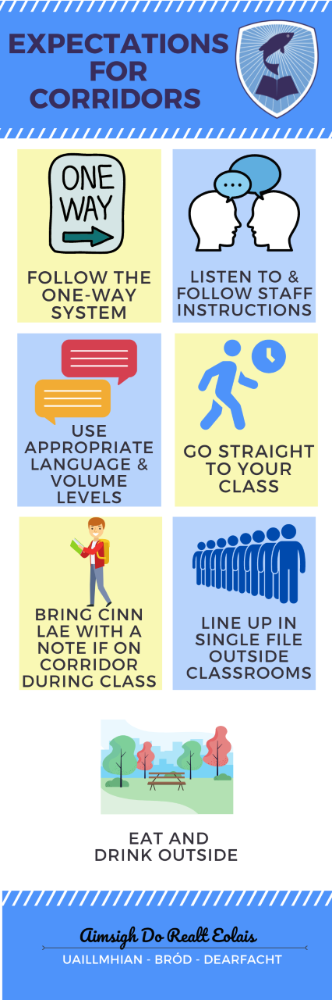 EXPECTATIONS
FOR
CORRIDORS
ONE
WAY
FOLLOW THE
ONE-WAY
SYSTEM
LISTEN TO &
FOLLOW STAFF
INSTRUCTIONS
USE
APPROPRIATE
LANGUAGE &
VOLUME
LEVELS
GO STRAIGHT
TO YOUR
CLASS
BRING CINN
LAE WITH A
NOTE IF ON
CORRIDOR
DURING CLASS
LINE UP IN
SINGLE FILE
OUTSIDE
CLASSROOMS
EAT AND
DRINK OUTSIDE
Aimsigh Do Realt Eolais
UAILLMHIAN - BRÓD - DEARFACHT